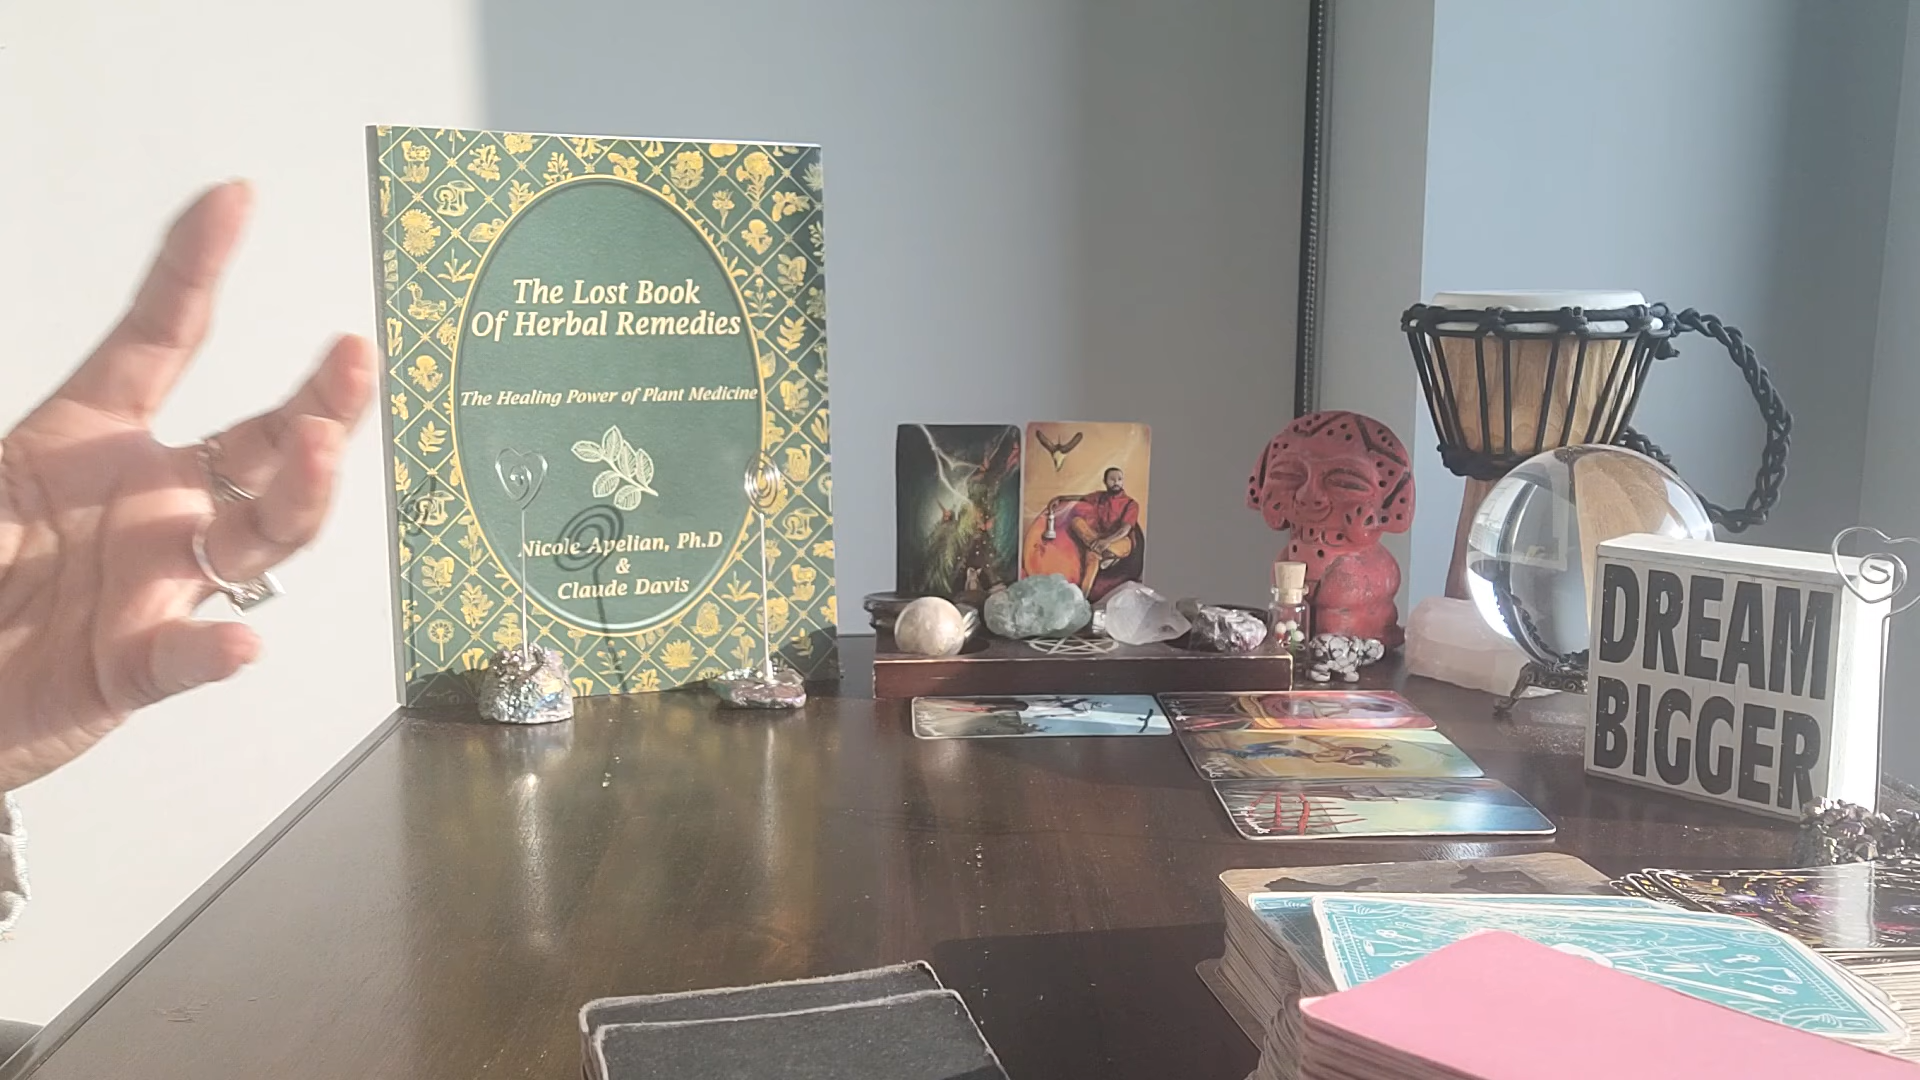 The Lost Book
Of Herbal Remedies
The Healing Power of Plant Medicine
Nicole Apelian, Ph.D
&
Claude Davis
DREAM
BIGGER